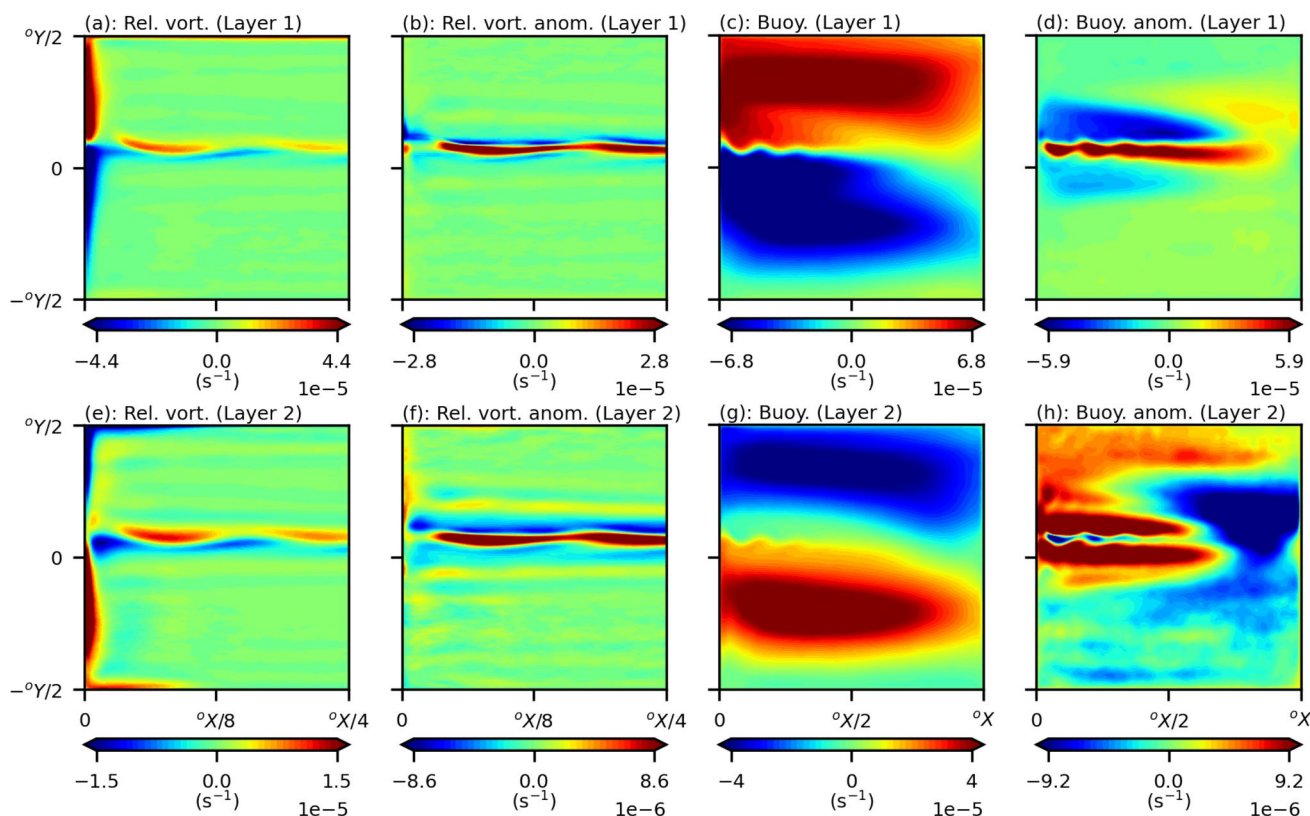 (a): Rel. vort. (Layer 1) (b): Rel. vort. anom. (Layer 1) (c): Buoy. (Layer 1) (d): Buoy. anom. (Layer 1)
ᵒY/2
0
−ᵒY/2
−4.4 0.0 4.4 −2.8 0.0 2.8 −6.8 0.0 6.8 −5.9 0.0 5.9
(s⁻¹) 1e−5 (s⁻¹) 1e−5 (s⁻¹) 1e−5 (s⁻¹) 1e−5
(e): Rel. vort. (Layer 2) (f): Rel. vort. anom. (Layer 2) (g): Buoy. (Layer 2) (h): Buoy. anom. (Layer 2)
ᵒY/2
0
−ᵒY/2
0 ᵒX/8 ᵒX/4 0 ᵒX/8 ᵒX/4 0 ᵒX/2 ᵒX 0 ᵒX/2 ᵒX
−1.5 0.0 1.5 −8.6 0.0 8.6 −4 0 4 −9.2 0.0 9.2
(s⁻¹) 1e−5 (s⁻¹) 1e−6 (s⁻¹) 1e−5 (s⁻¹) 1e−6